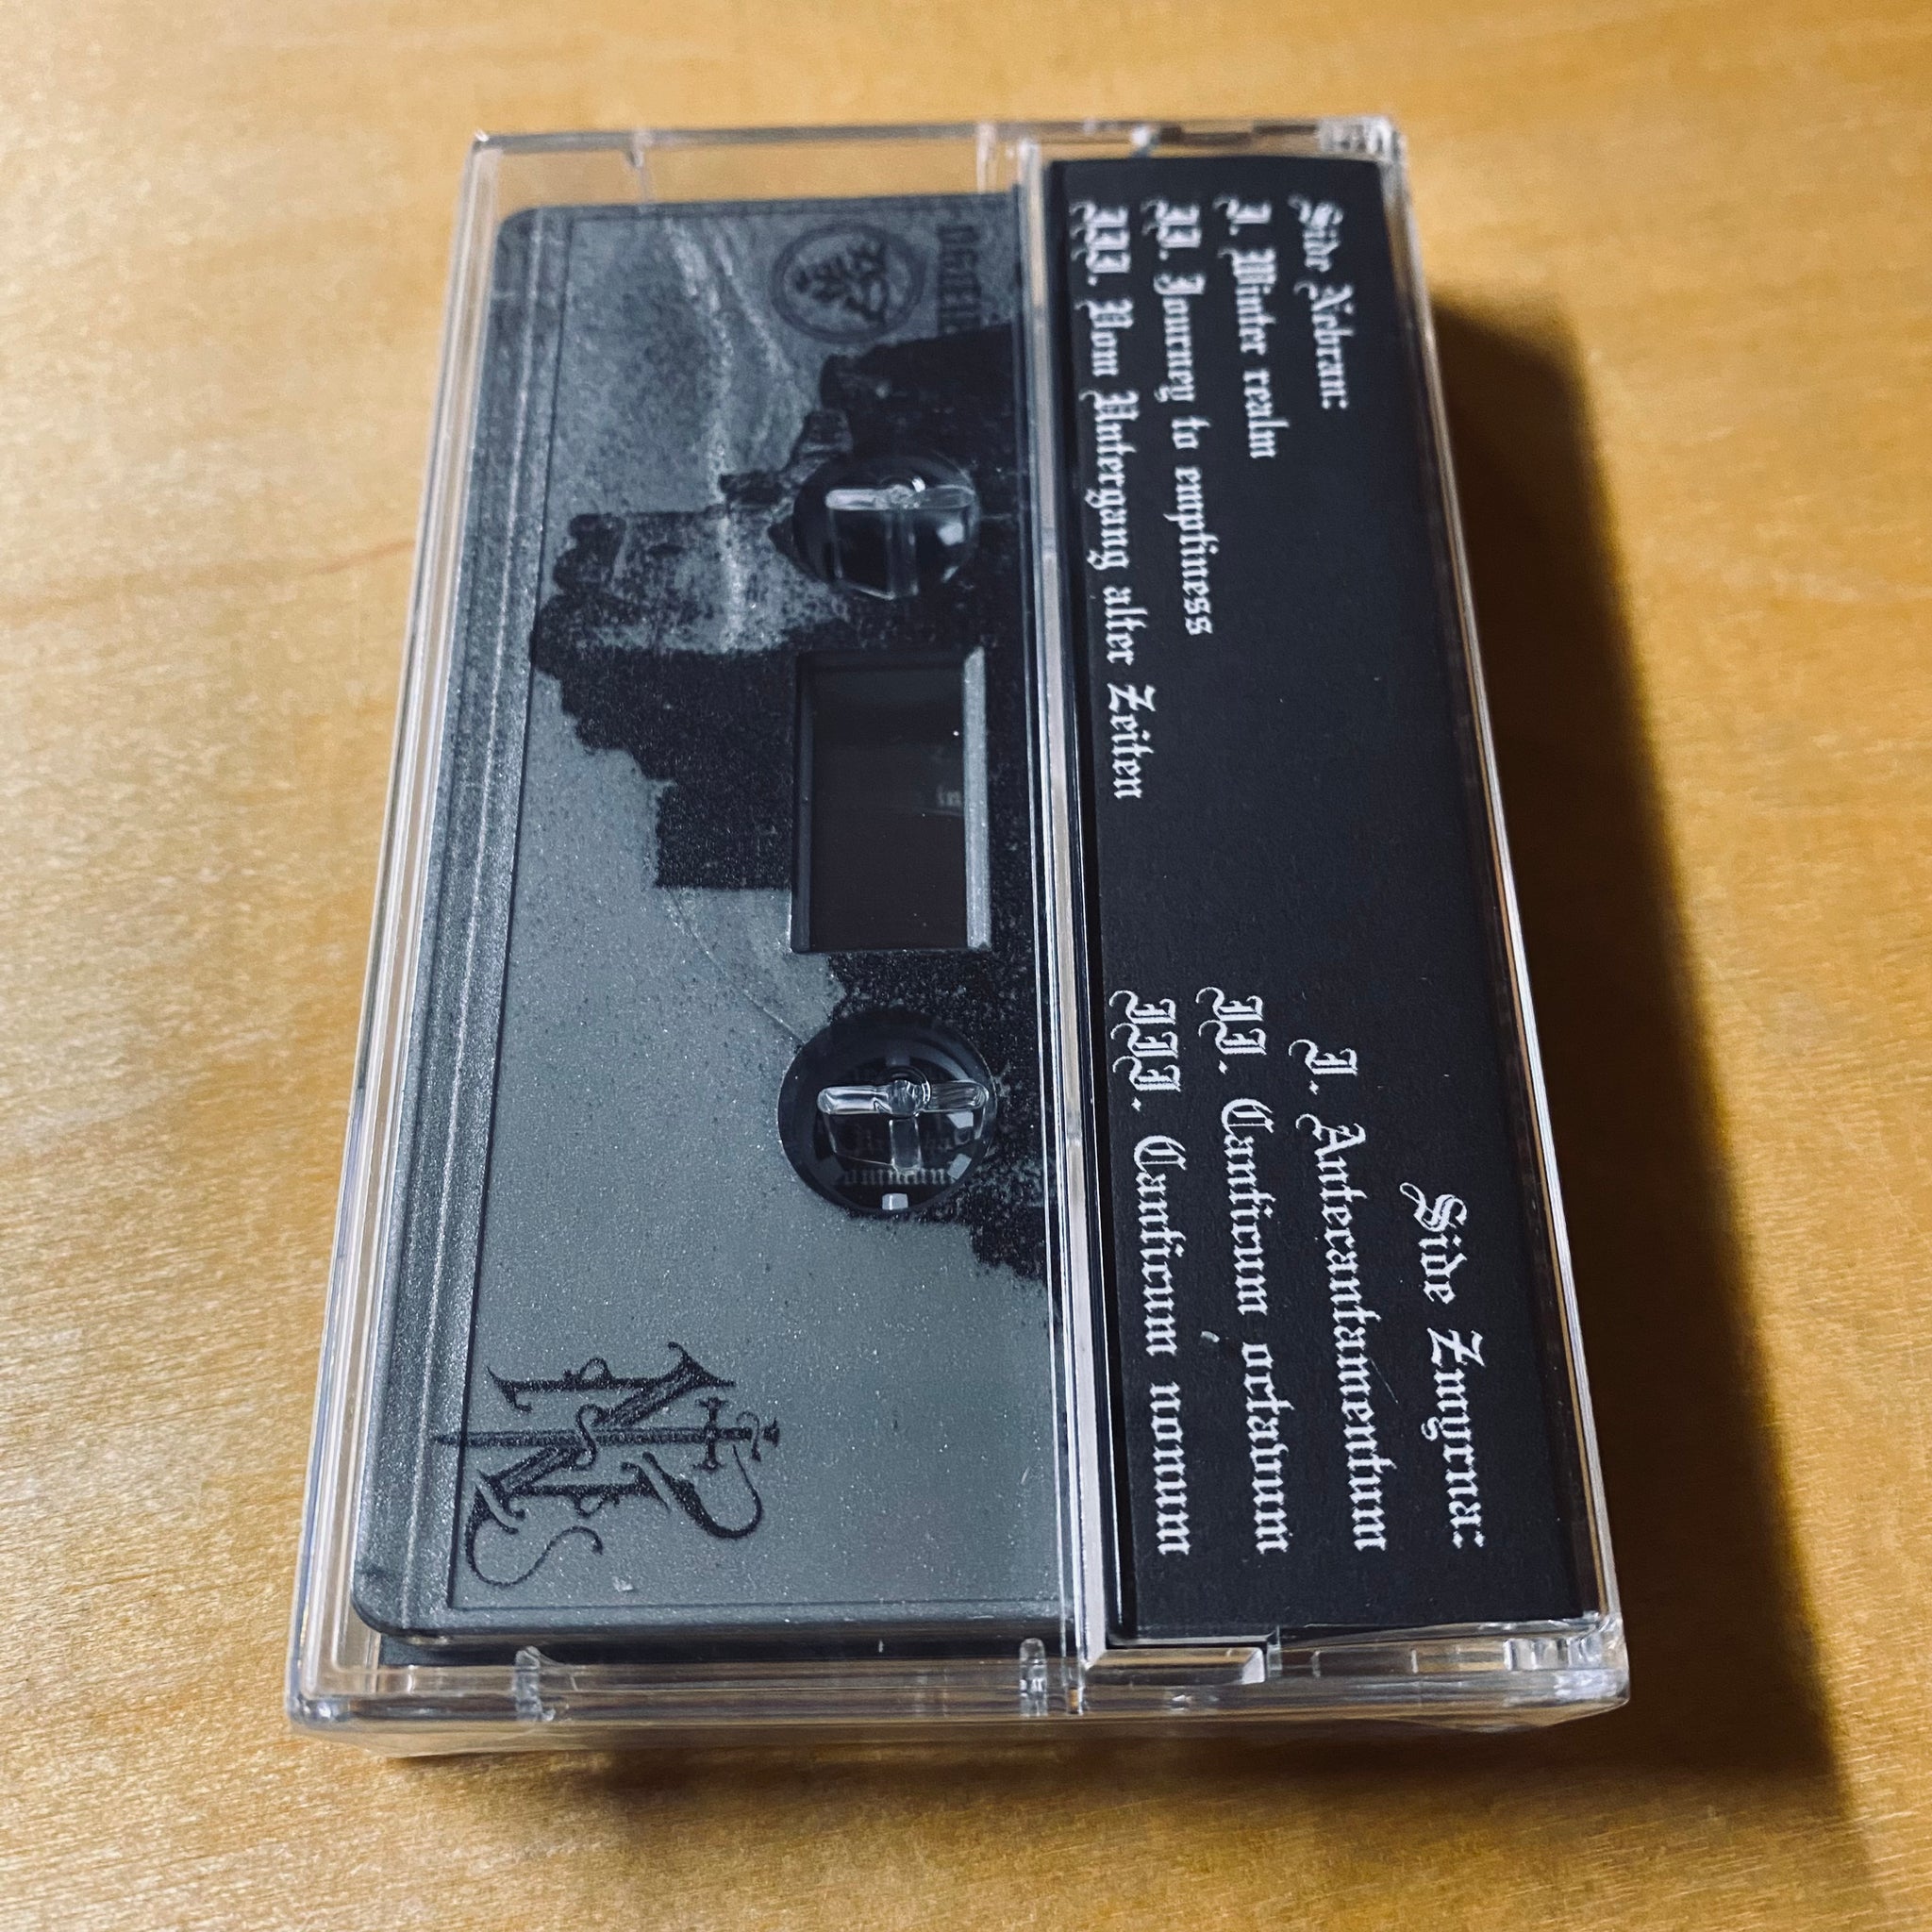 Side Nebran:
I. Winter realm
II. Journey to emptiness
III. Vom Untergang alter Zeiten
Side Zmyrna:
I. Antecantamentum
II. Canticum octavum
III. Canticum nonum